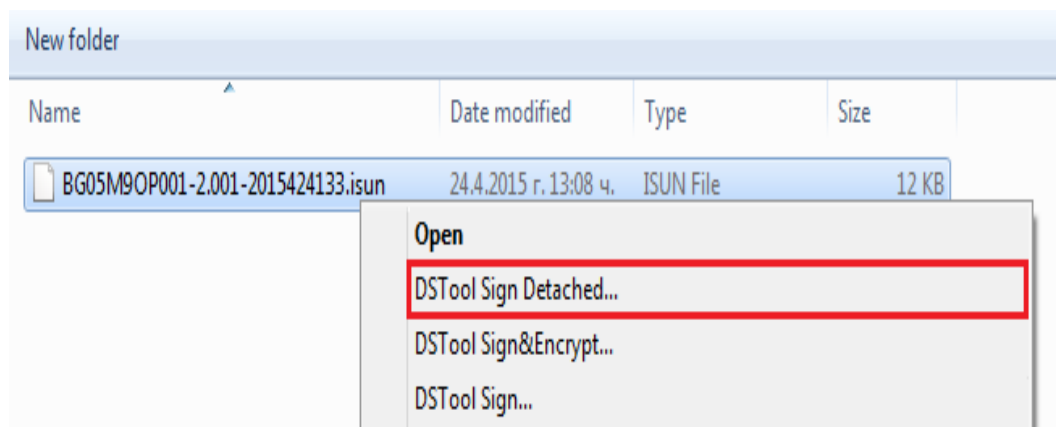 New folder
Name Date modified Type Size
BG05M9OP001-2.001-2015424133.isun 24.4.2015 г. 13:08 ч. ISUN File 12 KB
Open
DSTool Sign Detached...
DSTool Sign&Encrypt...
DSTool Sign...